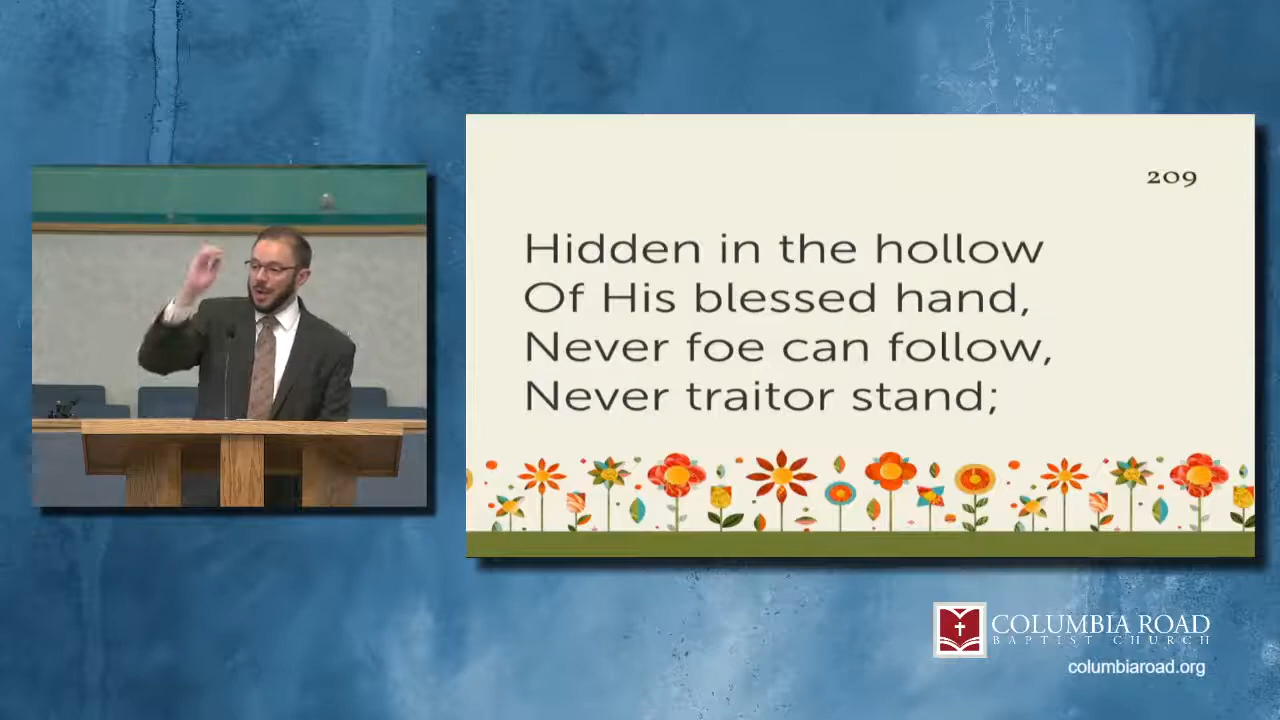 209
Hidden in the hollow
Of His blessed hand,
Never foe can follow,
Never traitor stand;
COLUMBIA ROAD
BAPTIST CHURCH
columbiaroad.org